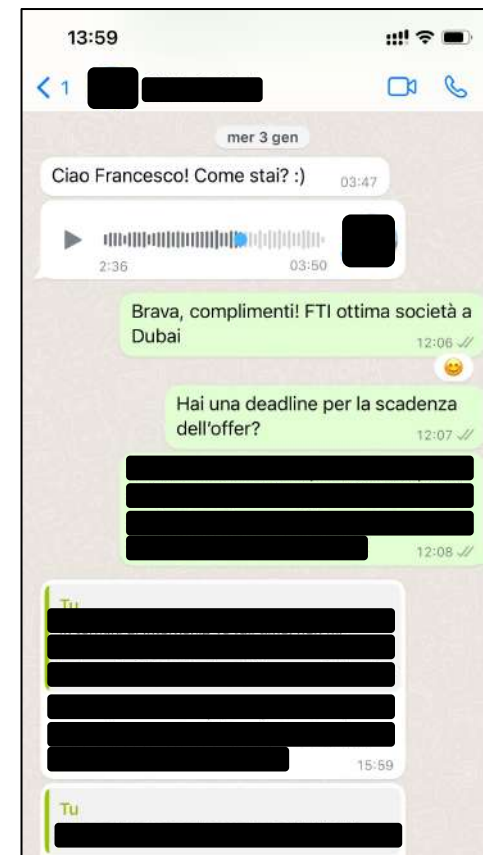 13:59
1
mer 3 gen
Ciao Francesco! Come stai? :)
03:47
2:36
03:50
Brava, complimenti! FTI ottima società a
Dubai
12:06
Hai una deadline per la scadenza
dell'offer?
12:07
12:08
Tu
15:59
Tu